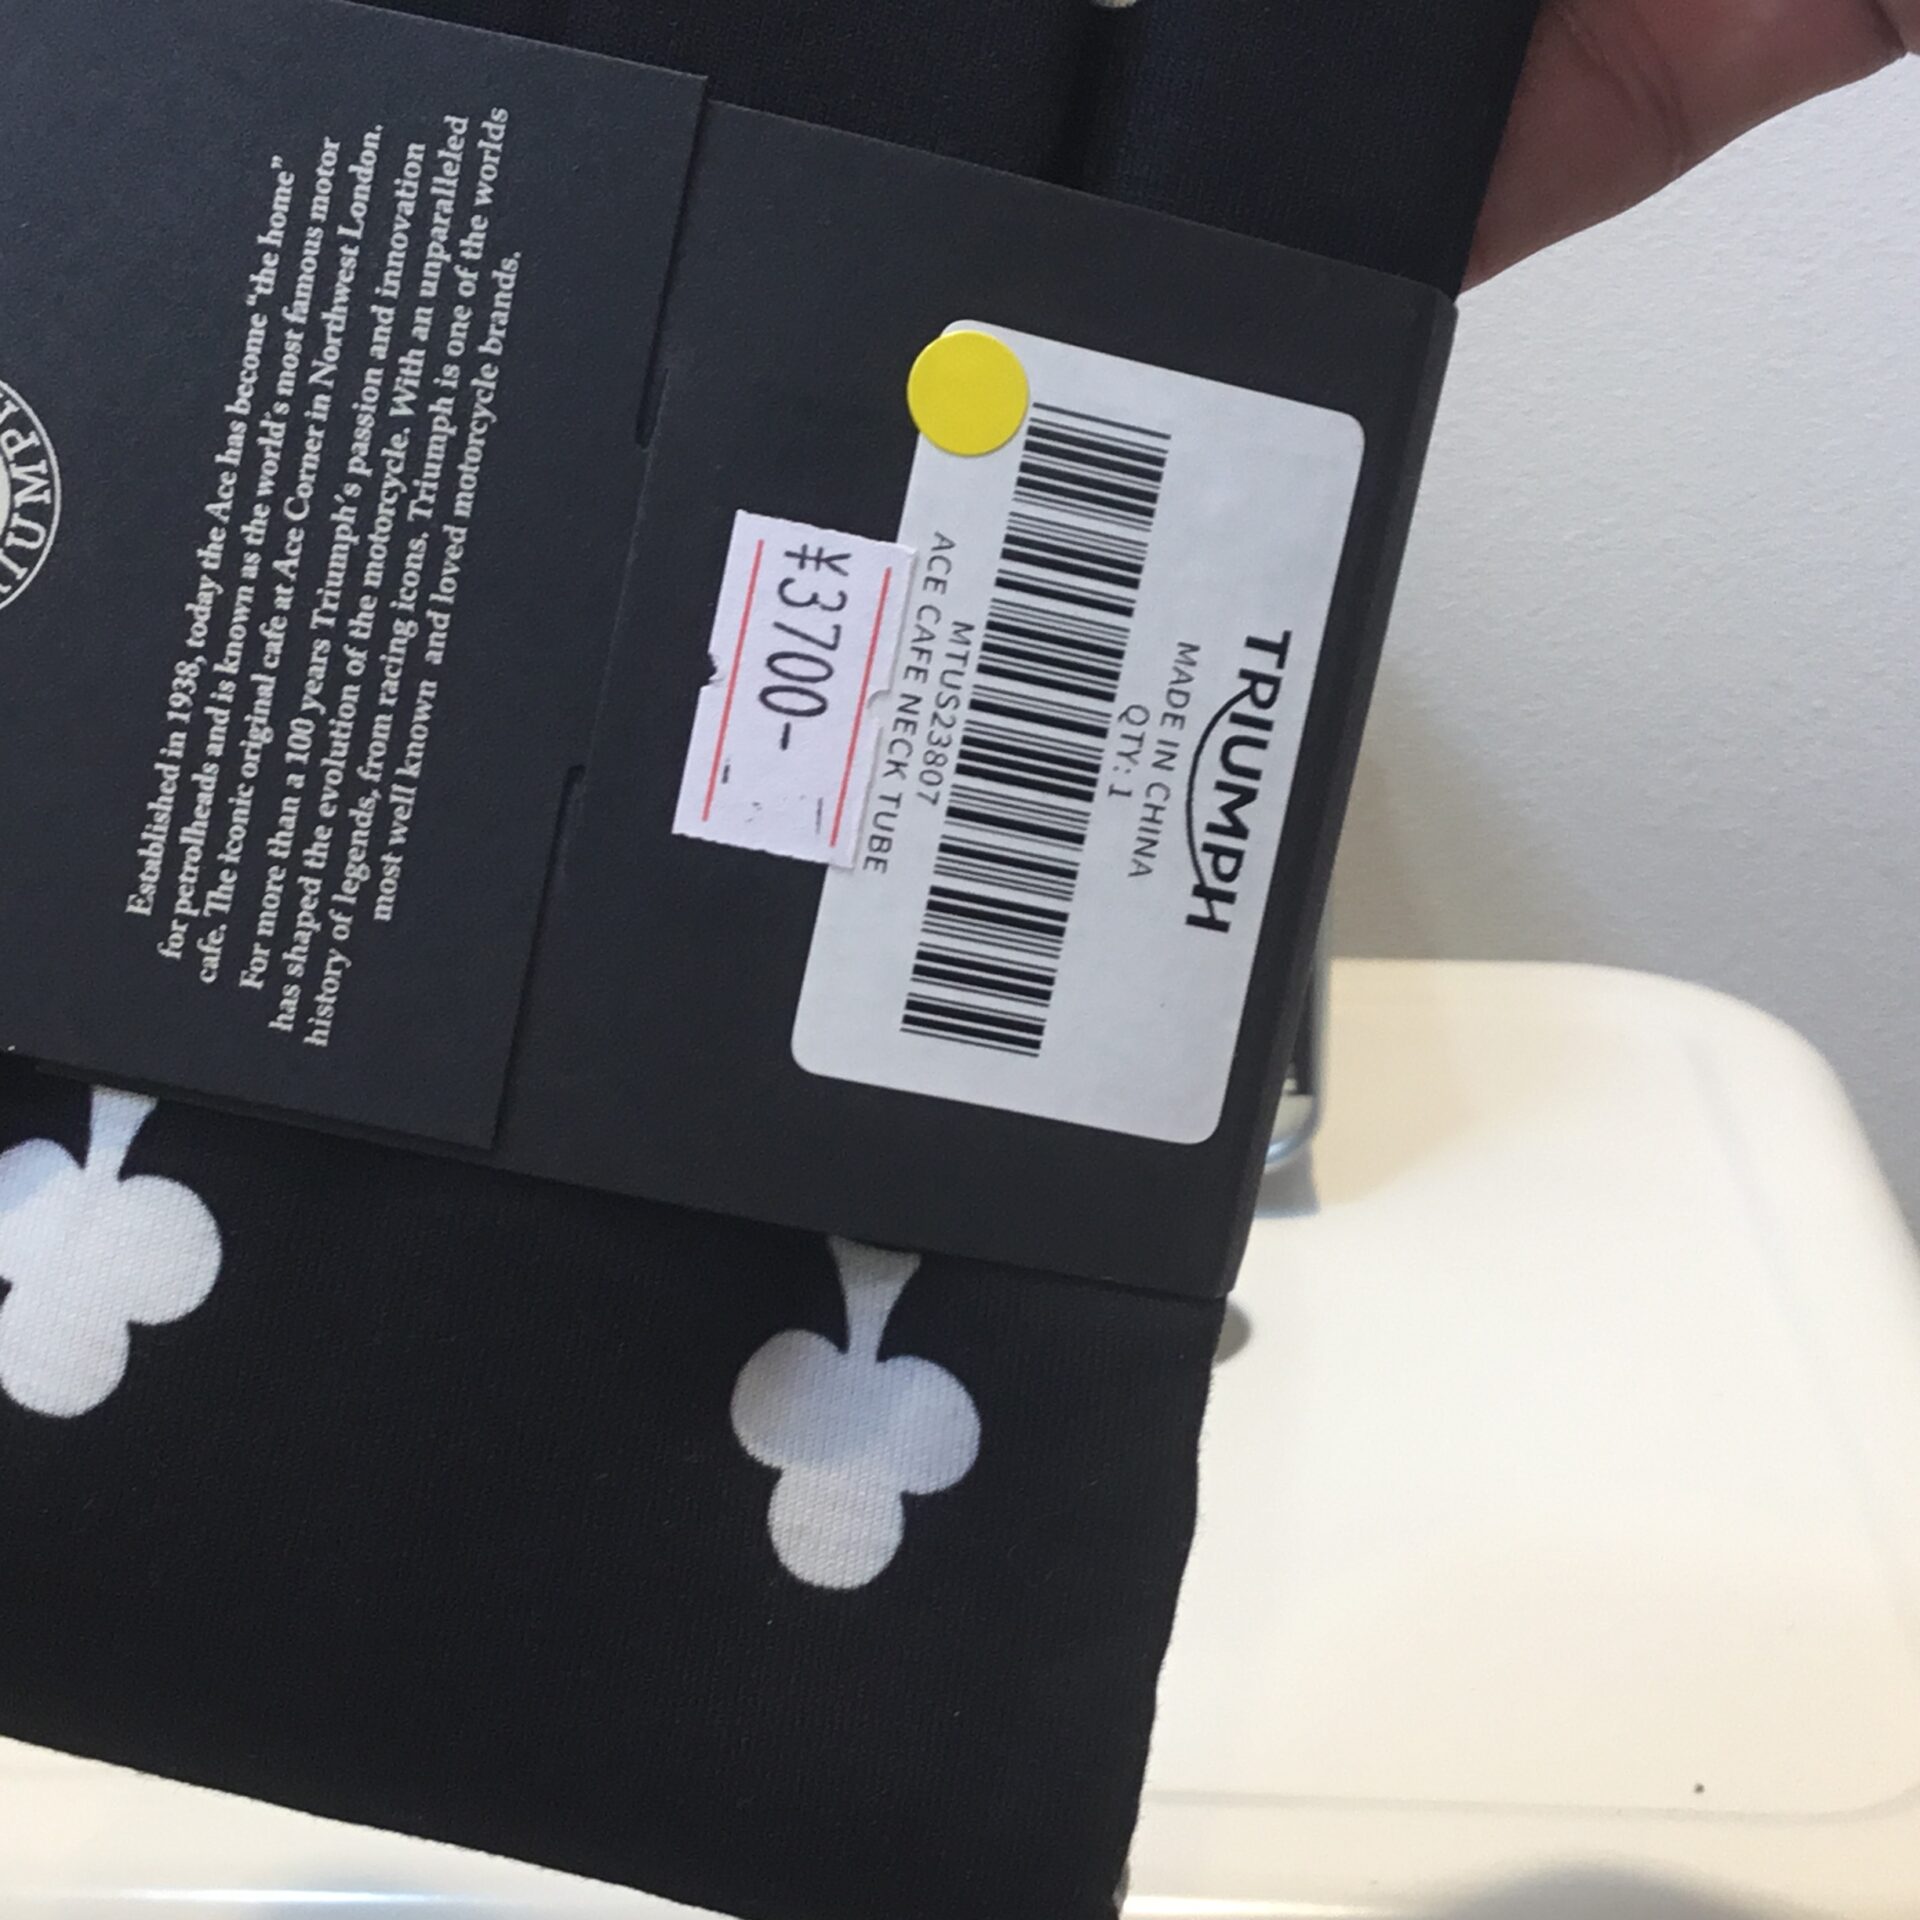 Established in 1938, today the Ace has become "the home"
for petrolheads and is known as the world's most famous motor
cafe. The iconic original cafe at Ace Corner in Northwest London.
For more than a 100 years Triumph's passion and innovation
has shaped the evolution of the motorcycle. With an unparalleled
history of legends, from racing icons. Triumph is one of the worlds
most well known and loved motorcycle brands.
TRIUMPH
MADE IN CHINA
QTY: 1
MTUS23807
ACE CAFE NECK TUBE
¥3700-